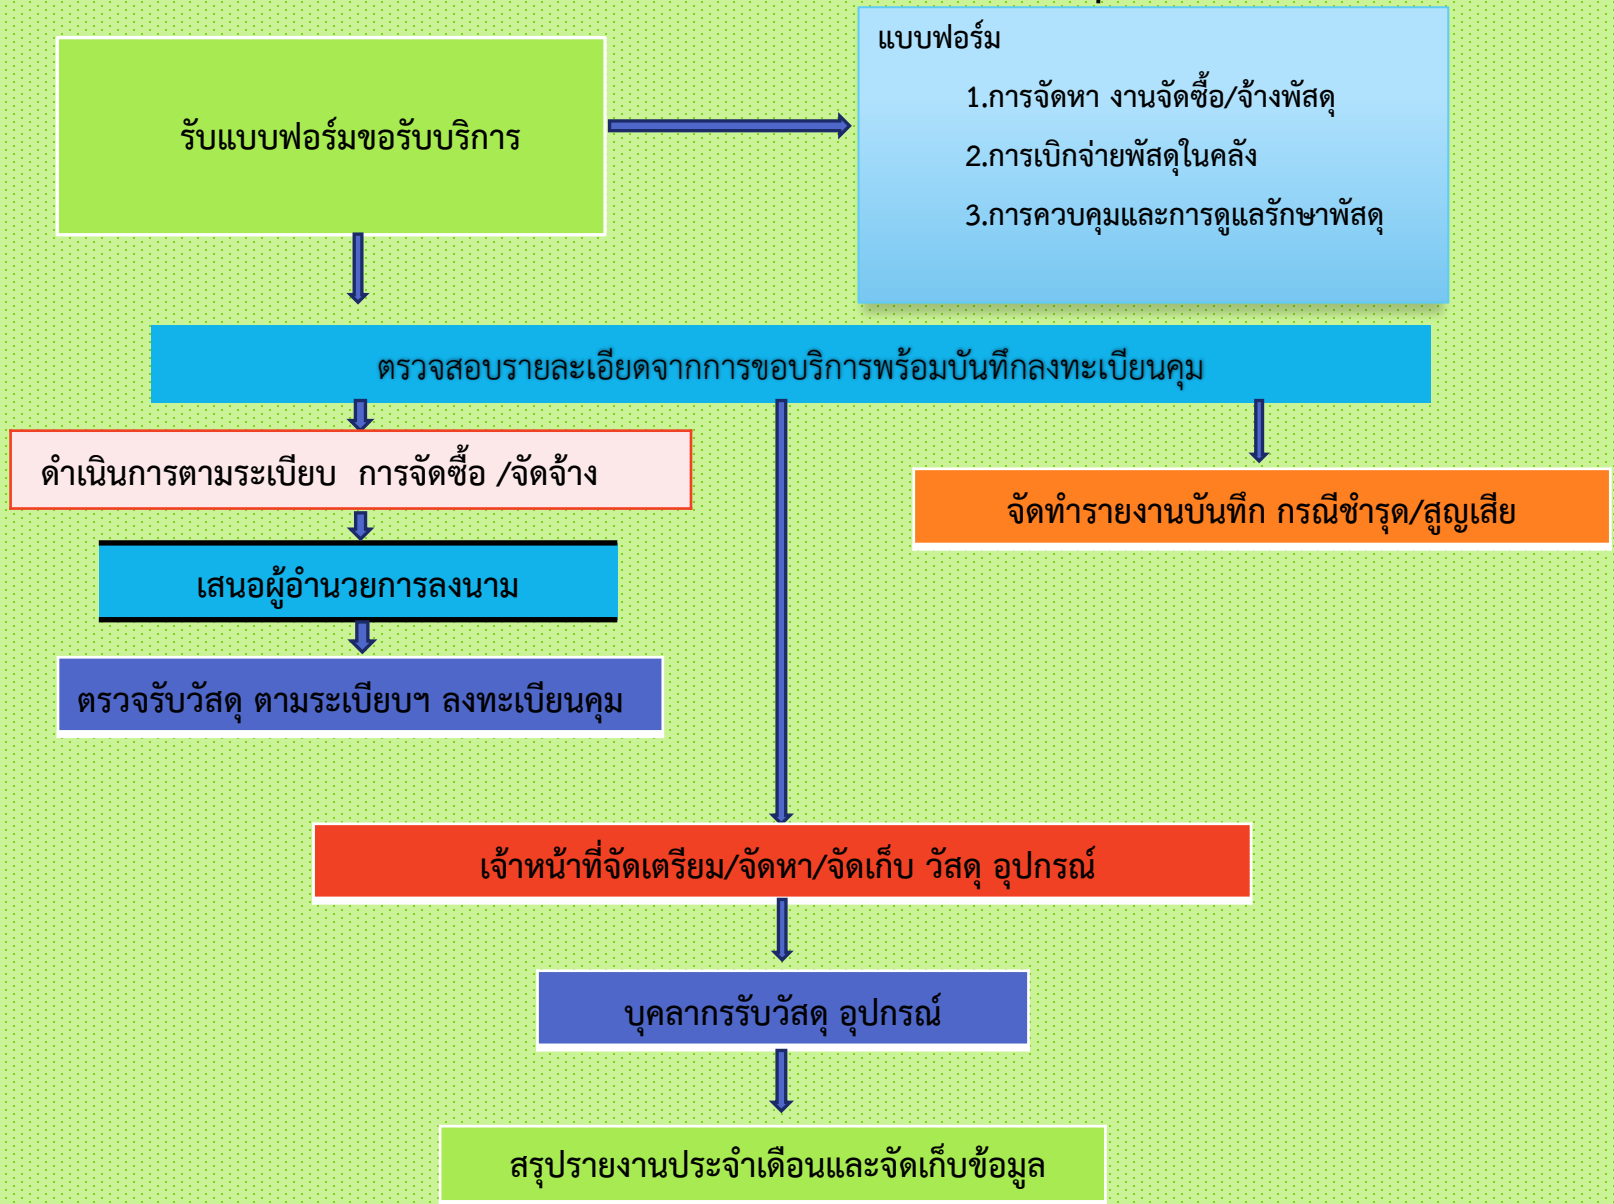 แบบฟอร์ม
1.การจัดหา งานจัดซื้อ/จ้างพัสดุ
รับแบบฟอร์มขอรับบริการ
2.การเบิกจ่ายพัสดุในคลัง
3.การควบคุมและการดูแลรักษาพัสดุ
ตรวจสอบรายละเอียดจากการขอบริการพร้อมบันทึกลงทะเบียนคุม
ดำเนินการตามระเบียบ การจัดซื้อ /จัดจ้าง
จัดทำรายงานบันทึก กรณีชำรุด/สูญเสีย
เสนอผู้อำนวยการลงนาม
ตรวจรับวัสดุ ตามระเบียบฯ ลงทะเบียนคุม
เจ้าหน้าที่จัดเตรียม/จัดหา/จัดเก็บ วัสดุ อุปกรณ์
บุคลากรรับวัสดุ อุปกรณ์
สรุปรายงานประจำเดือนและจัดเก็บข้อมูล